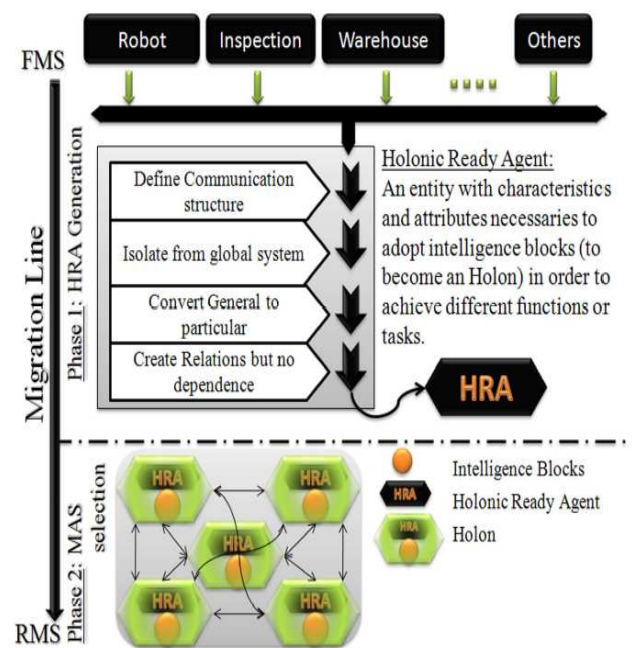 Robot
Inspection
Warehouse
Others
FMS
Migration Line
Phase 1: HRA Generation
Define Communication
structure
Isolate from global system
Convert General to
particular
Create Relations but no
dependence
Holonic Ready Agent:
An entity with characteristics
and attributes necessaries to
adopt intelligence blocks (to
become an Holon) in order to
achieve different functions or
tasks.
HRA
Phase 2: MAS
selection
HRA
HRA
HRA
HRA
HRA
Intelligence Blocks
HRA
Holonic Ready Agent
HRA
Holon
RMS